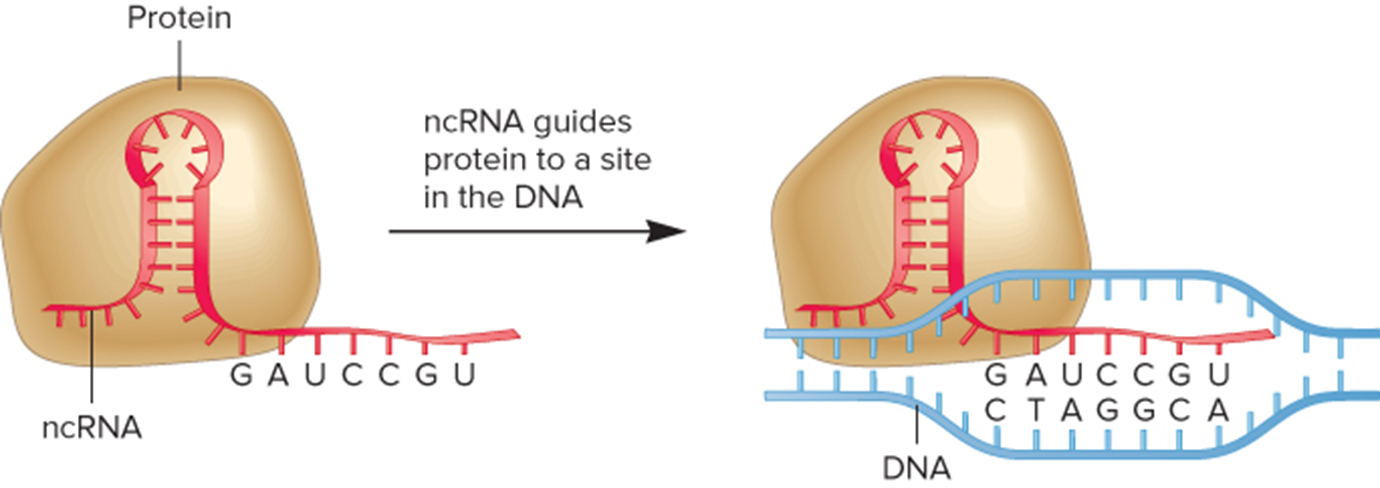 Protein
ncRNA guides
protein to a site
in the DNA
G A U C C G U
ncRNA
G A U C C G U
C T A G G C A
DNA